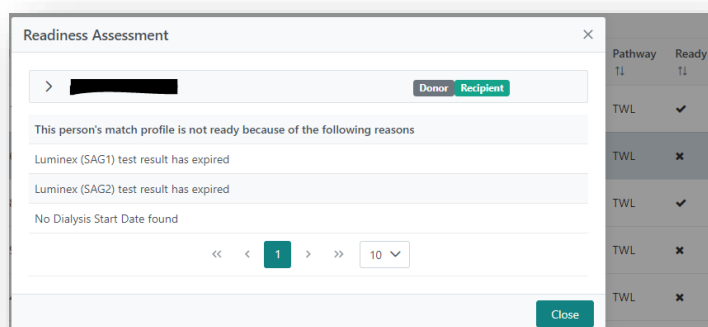 Readiness Assessment
Pathway Ready
Donor Recipient
TWL
This person's match profile is not ready because of the following reasons
Luminex (SAG1) test result has expired
TWL
Luminex (SAG2) test result has expired
TWL
No Dialysis Start Date found
1 10
TWL
TWL
Close